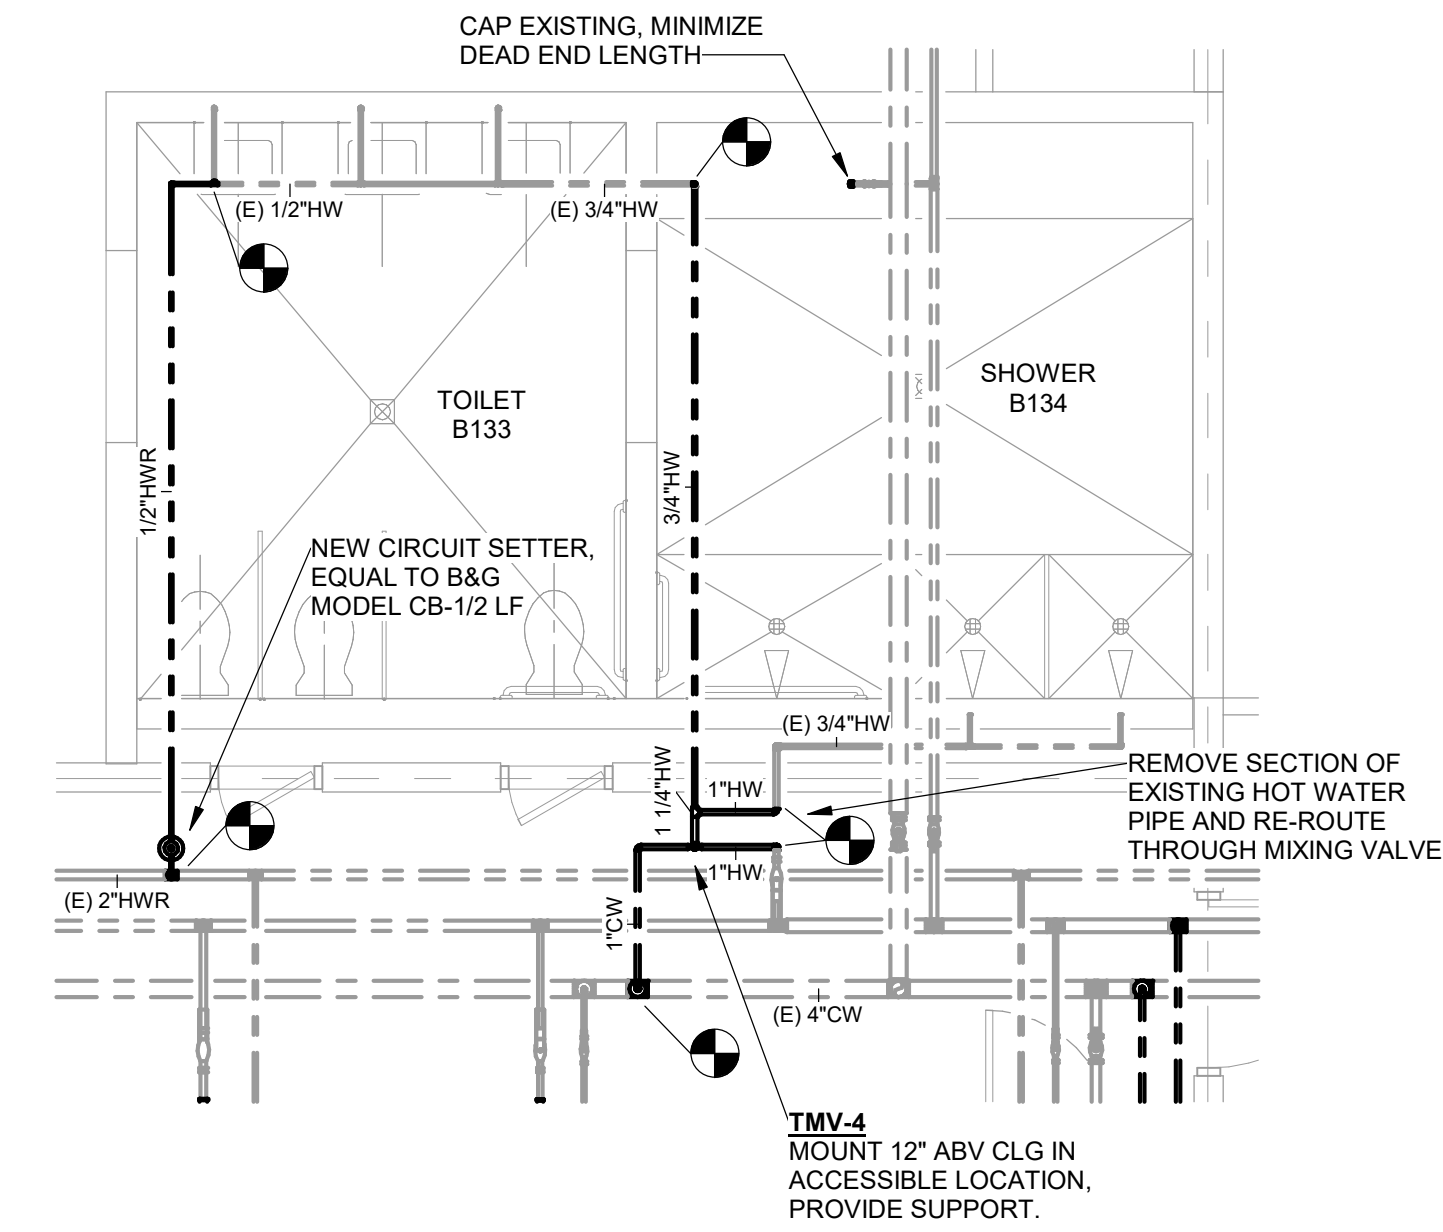 CAP EXISTING, MINIMIZE
DEAD END LENGTH
(E) 1/2"HW
(E) 3/4"HW
TOILET
B133
SHOWER
B134
1/2"HWR
3/4"HW
NEW CIRCUIT SETTER,
EQUAL TO B&G
MODEL CB-1/2 LF
(E) 3/4"HW
1 1/4"HW
1"HW
REMOVE SECTION OF
EXISTING HOT WATER
PIPE AND RE-ROUTE
THROUGH MIXING VALVE
1"HW
(E) 2"HWR
1"CW
(E) 4"CW
TMV-4
MOUNT 12" ABV CLG IN
ACCESSIBLE LOCATION,
PROVIDE SUPPORT.